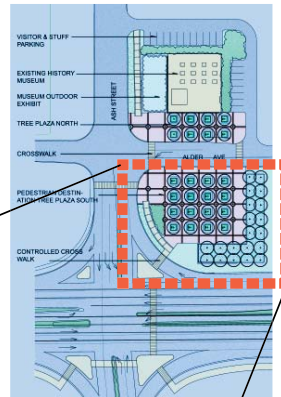 VISITOR & STUFF
PARKING
EXISTING HISTORY
MUSEUM
MUSEUM OUTDOOR
EXHIBIT
ASH STREET
TREE PLAZA NORTH
CROSSWALK
ALDER AVE
PEDESTRIAN DESTIN-
ATION TREE PLAZA SOUTH
CONTROLLED CROSS
WALK